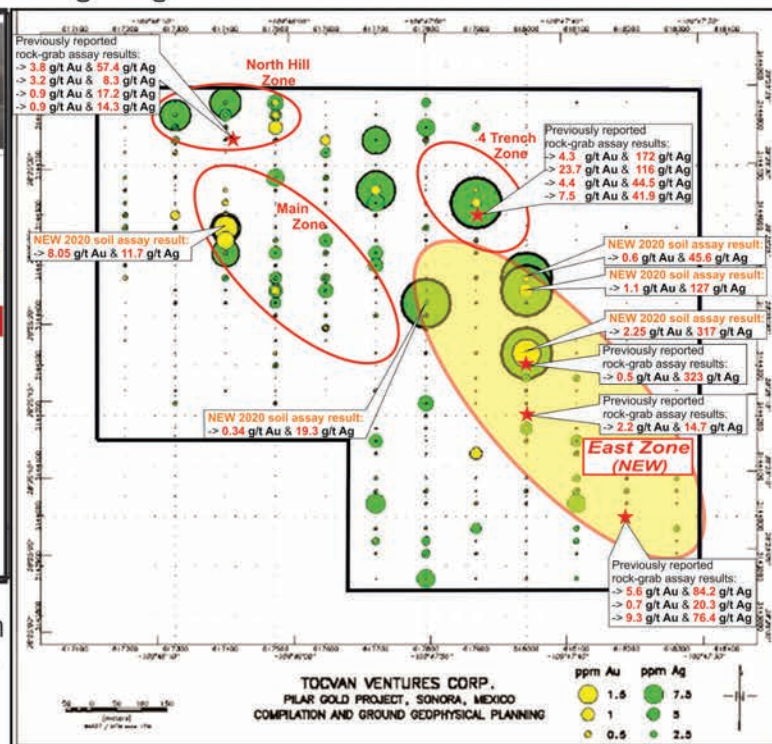 Previously reported
rock-grab assay results:
-> 3.8 g/t Au & 57.4 g/t Ag
-> 3.2 g/t Au & 8.3 g/t Ag
-> 0.9 g/t Au & 17.2 g/t Ag
-> 0.9 g/t Au & 14.3 g/t Ag
North Hill
Zone
4 Trench
Zone
Previously reported
rock-grab assay results:
-> 4.3 g/t Au & 172 g/t Ag
-> 23.7 g/t Au & 116 g/t Ag
-> 4.4 g/t Au & 44.5 g/t Ag
-> 7.5 g/t Au & 41.9 g/t Ag
Main
Zone
NEW 2020 soil assay result:
-> 8.05 g/t Au & 11.7 g/t Ag
NEW 2020 soil assay result:
-> 0.6 g/t Au & 45.6 g/t Ag
NEW 2020 soil assay result:
-> 1.1 g/t Au & 127 g/t Ag
NEW 2020 soil assay result:
-> 2.25 g/t Au & 317 g/t Ag
Previously reported
rock-grab assay results:
-> 0.5 g/t Au & 323 g/t Ag
Previously reported
rock-grab assay results:
-> 2.2 g/t Au & 14.7 g/t Ag
NEW 2020 soil assay result:
-> 0.34 g/t Au & 19.3 g/t Ag
East Zone
(NEW)
Previously reported
rock-grab assay results:
-> 5.6 g/t Au & 84.2 g/t Ag
-> 0.7 g/t Au & 20.3 g/t Ag
-> 9.3 g/t Au & 76.4 g/t Ag
TOCVAN VENTURES CORP.
PILAR GOLD PROJECT, SONORA, MEXICO
COMPILATION AND GROUND GEOPHYSICAL PLANNING
ppm Au ppm Ag
1.5 7.5
1 5
0.5 2.5
50 0 50 100 150
(meters)
N